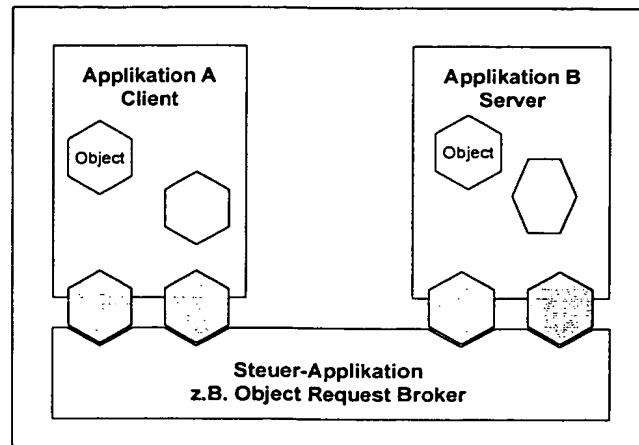 Applikation A
Client
Object
Applikation B
Server
Object
Steuer-Applikation
z.B. Object Request Broker